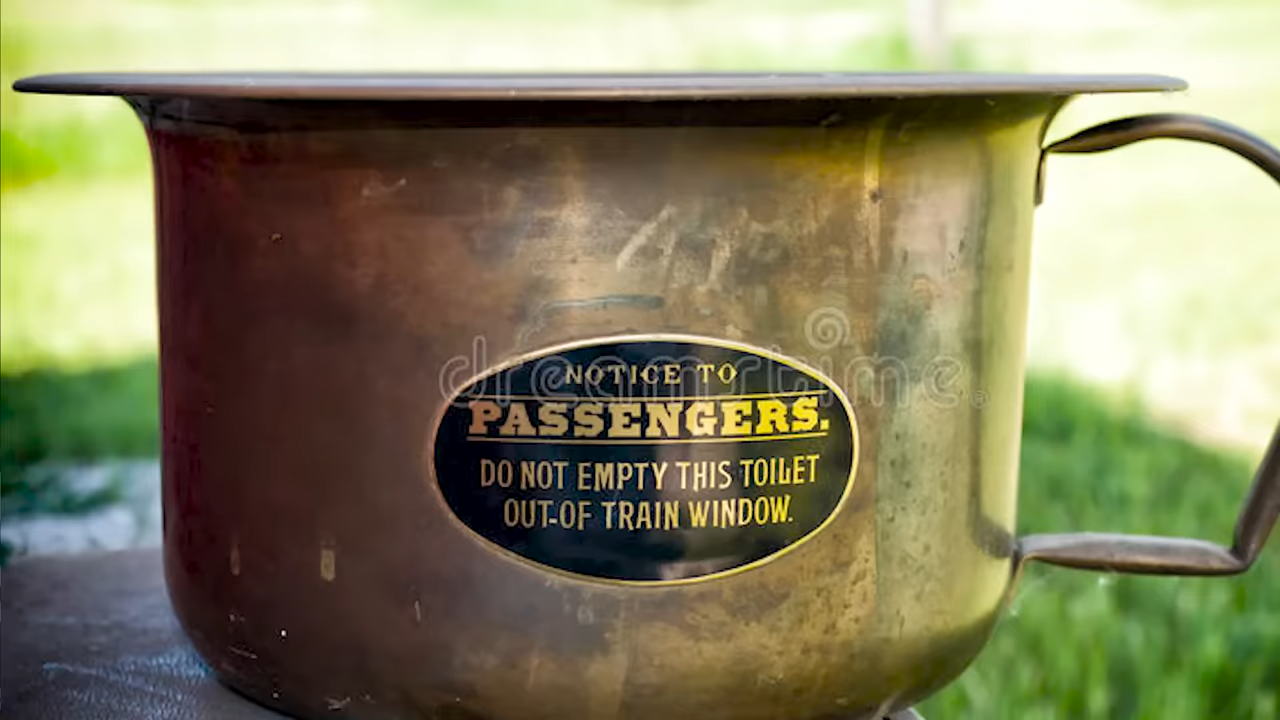 NOTICE TO
PASSENGERS.
DO NOT EMPTY THIS TOILET
OUT-OF TRAIN WINDOW.
dreamstime.